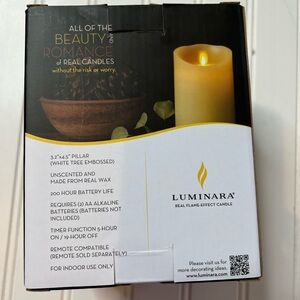 ALL OF THE
BEAUTY AND
ROMANCE
of REAL CANDLES
without the risk or worry.
3.2"x4.5" PILLAR
(WHITE TREE EMBOSSED)
UNSCENTED AND
MADE FROM REAL WAX
200 HOUR BATTERY LIFE
REQUIRES (2) AA ALKALINE
BATTERIES (BATTERIES NOT
INCLUDED)
TIMER FUNCTION 5 HOUR
ON / 19 HOUR OFF
REMOTE COMPATIBLE
(REMOTE SOLD SEPARATELY)
FOR INDOOR USE ONLY
LUMINARA®
REAL FLAME-EFFECT CANDLE
Please visit us for
more decorating ideas.
www.luminara.com